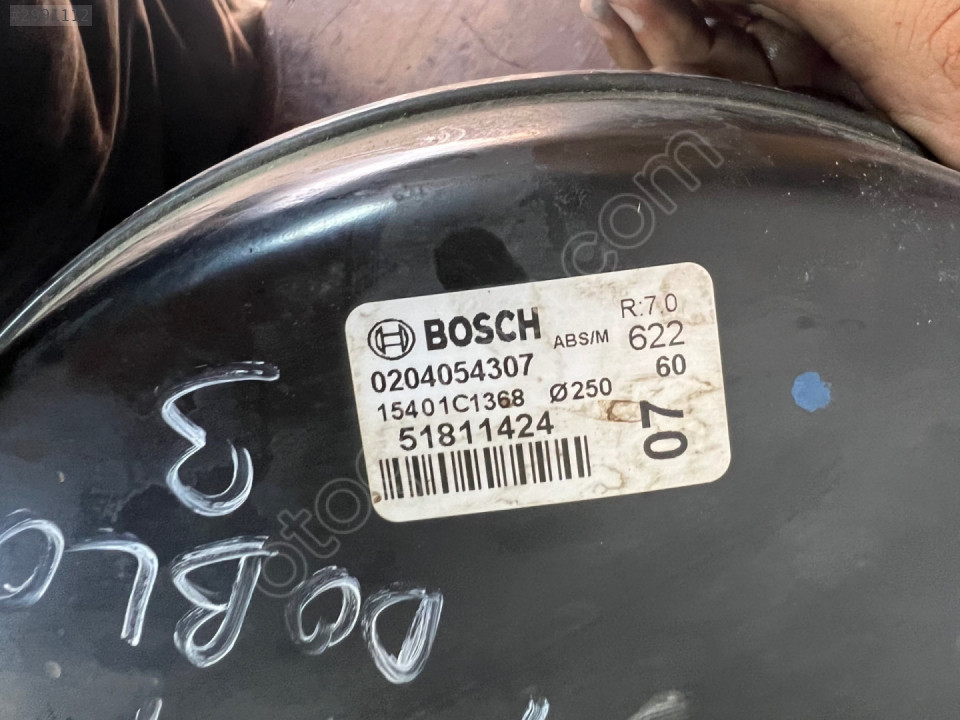 BOSCH ABS/M R:7.0
622
0204054307 60
15401C1368 Ø250
51811424
07
DOBLO
3